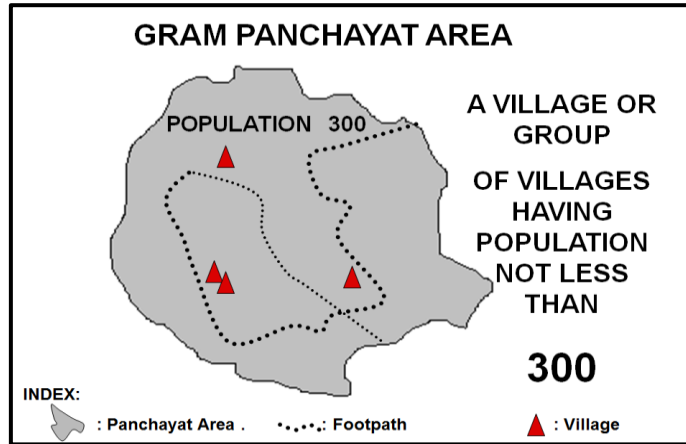 GRAM PANCHAYAT AREA
POPULATION 300
A VILLAGE OR
GROUP
OF VILLAGES
HAVING
POPULATION
NOT LESS
THAN
300
INDEX:
: Panchayat Area .
: Footpath
: Village